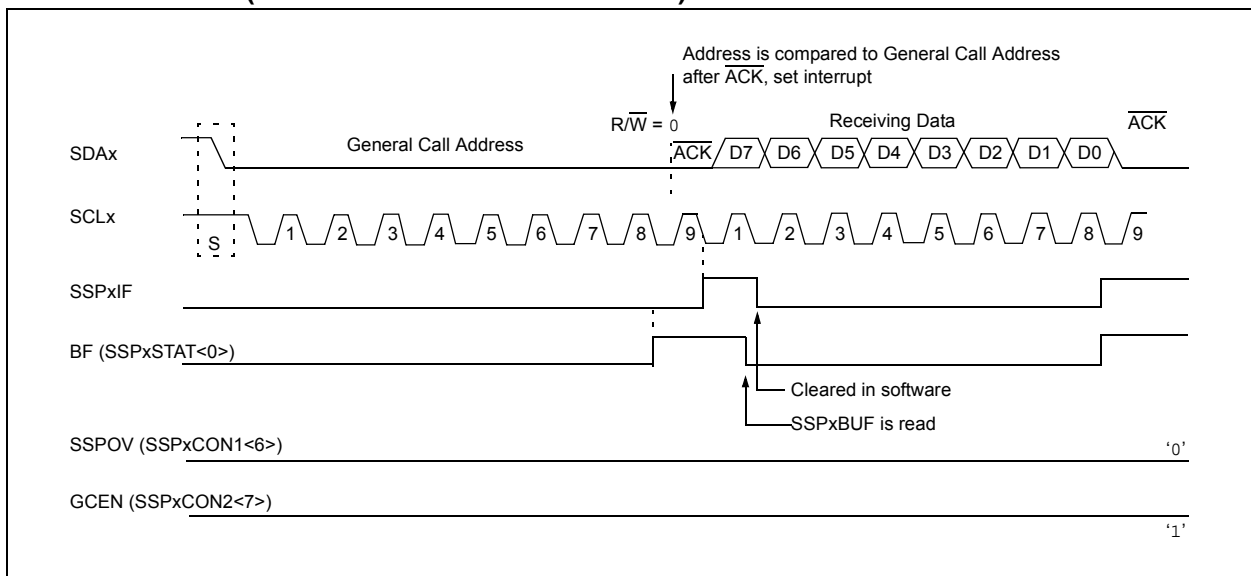 Address is compared to General Call Address
after ACK, set interrupt
R/W = 0
Receiving Data
ACK
SDAx
General Call Address
ACK D7 D6 D5 D4 D3 D2 D1 D0
SCLx
S
1 2 3 4 5 6 7 8 9 1 2 3 4 5 6 7 8 9
SSPxIF
BF (SSPxSTAT<0>)
Cleared in software
SSPxBUF is read
SSPOV (SSPxCON1<6>)
‘0’
GCEN (SSPxCON2<7>)
‘1’